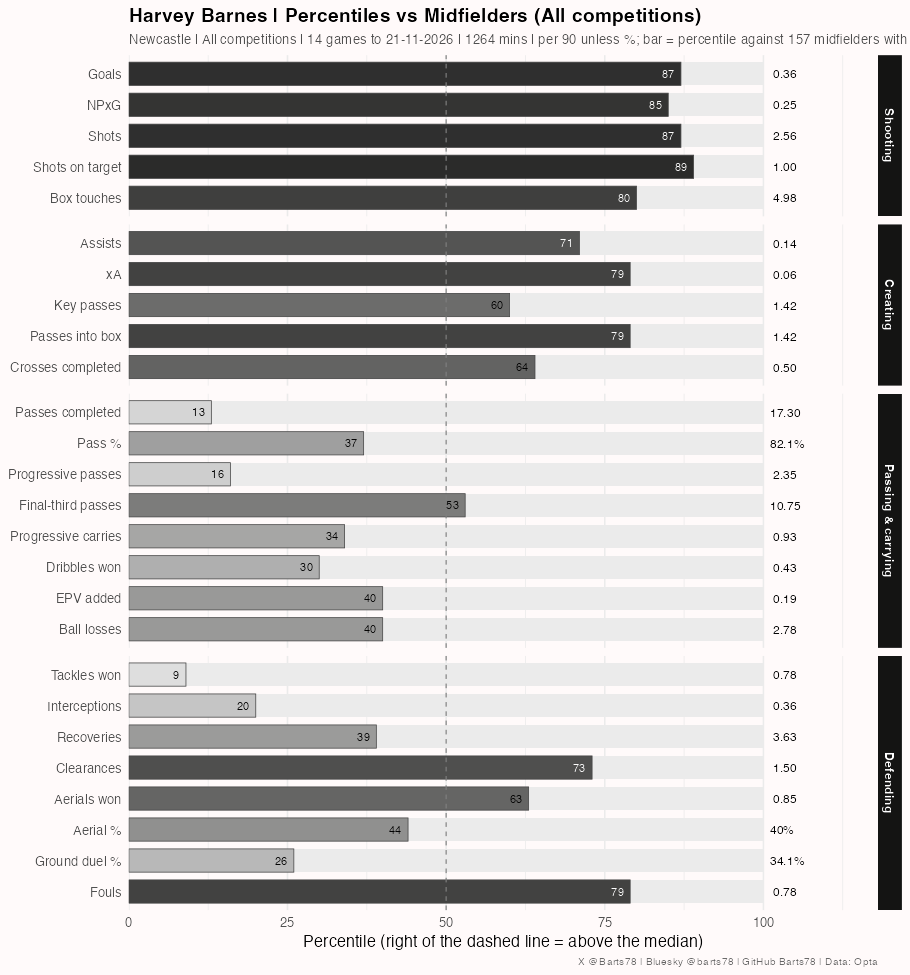 Harvey Barnes | Percentiles vs Midfielders (All competitions)
Newcastle | All competitions | 14 games to 21-11-2026 | 1264 mins | per 90 unless %; bar = percentile against 157 midfielders with
Goals 87 0.36
NPxG 85 0.25
Shots 87 2.56
Shots on target 89 1.00
Box touches 80 4.98
Shooting
Assists 71 0.14
xA 79 0.06
Key passes 60 1.42
Passes into box 79 1.42
Crosses completed 64 0.50
Creating
Passes completed 13 17.30
Pass % 37 82.1%
Progressive passes 16 2.35
Final-third passes 53 10.75
Progressive carries 34 0.93
Dribbles won 30 0.43
EPV added 40 0.19
Ball losses 40 2.78
Passing & carrying
Tackles won 9 0.78
Interceptions 20 0.36
Recoveries 39 3.63
Clearances 73 1.50
Aerials won 63 0.85
Aerial % 44 40%
Ground duel % 26 34.1%
Fouls 79 0.78
Defending
0 25 50 75 100
Percentile (right of the dashed line = above the median)
X @Barts78 | Bluesky @barts78 | GitHub Barts78 | Data: Opta